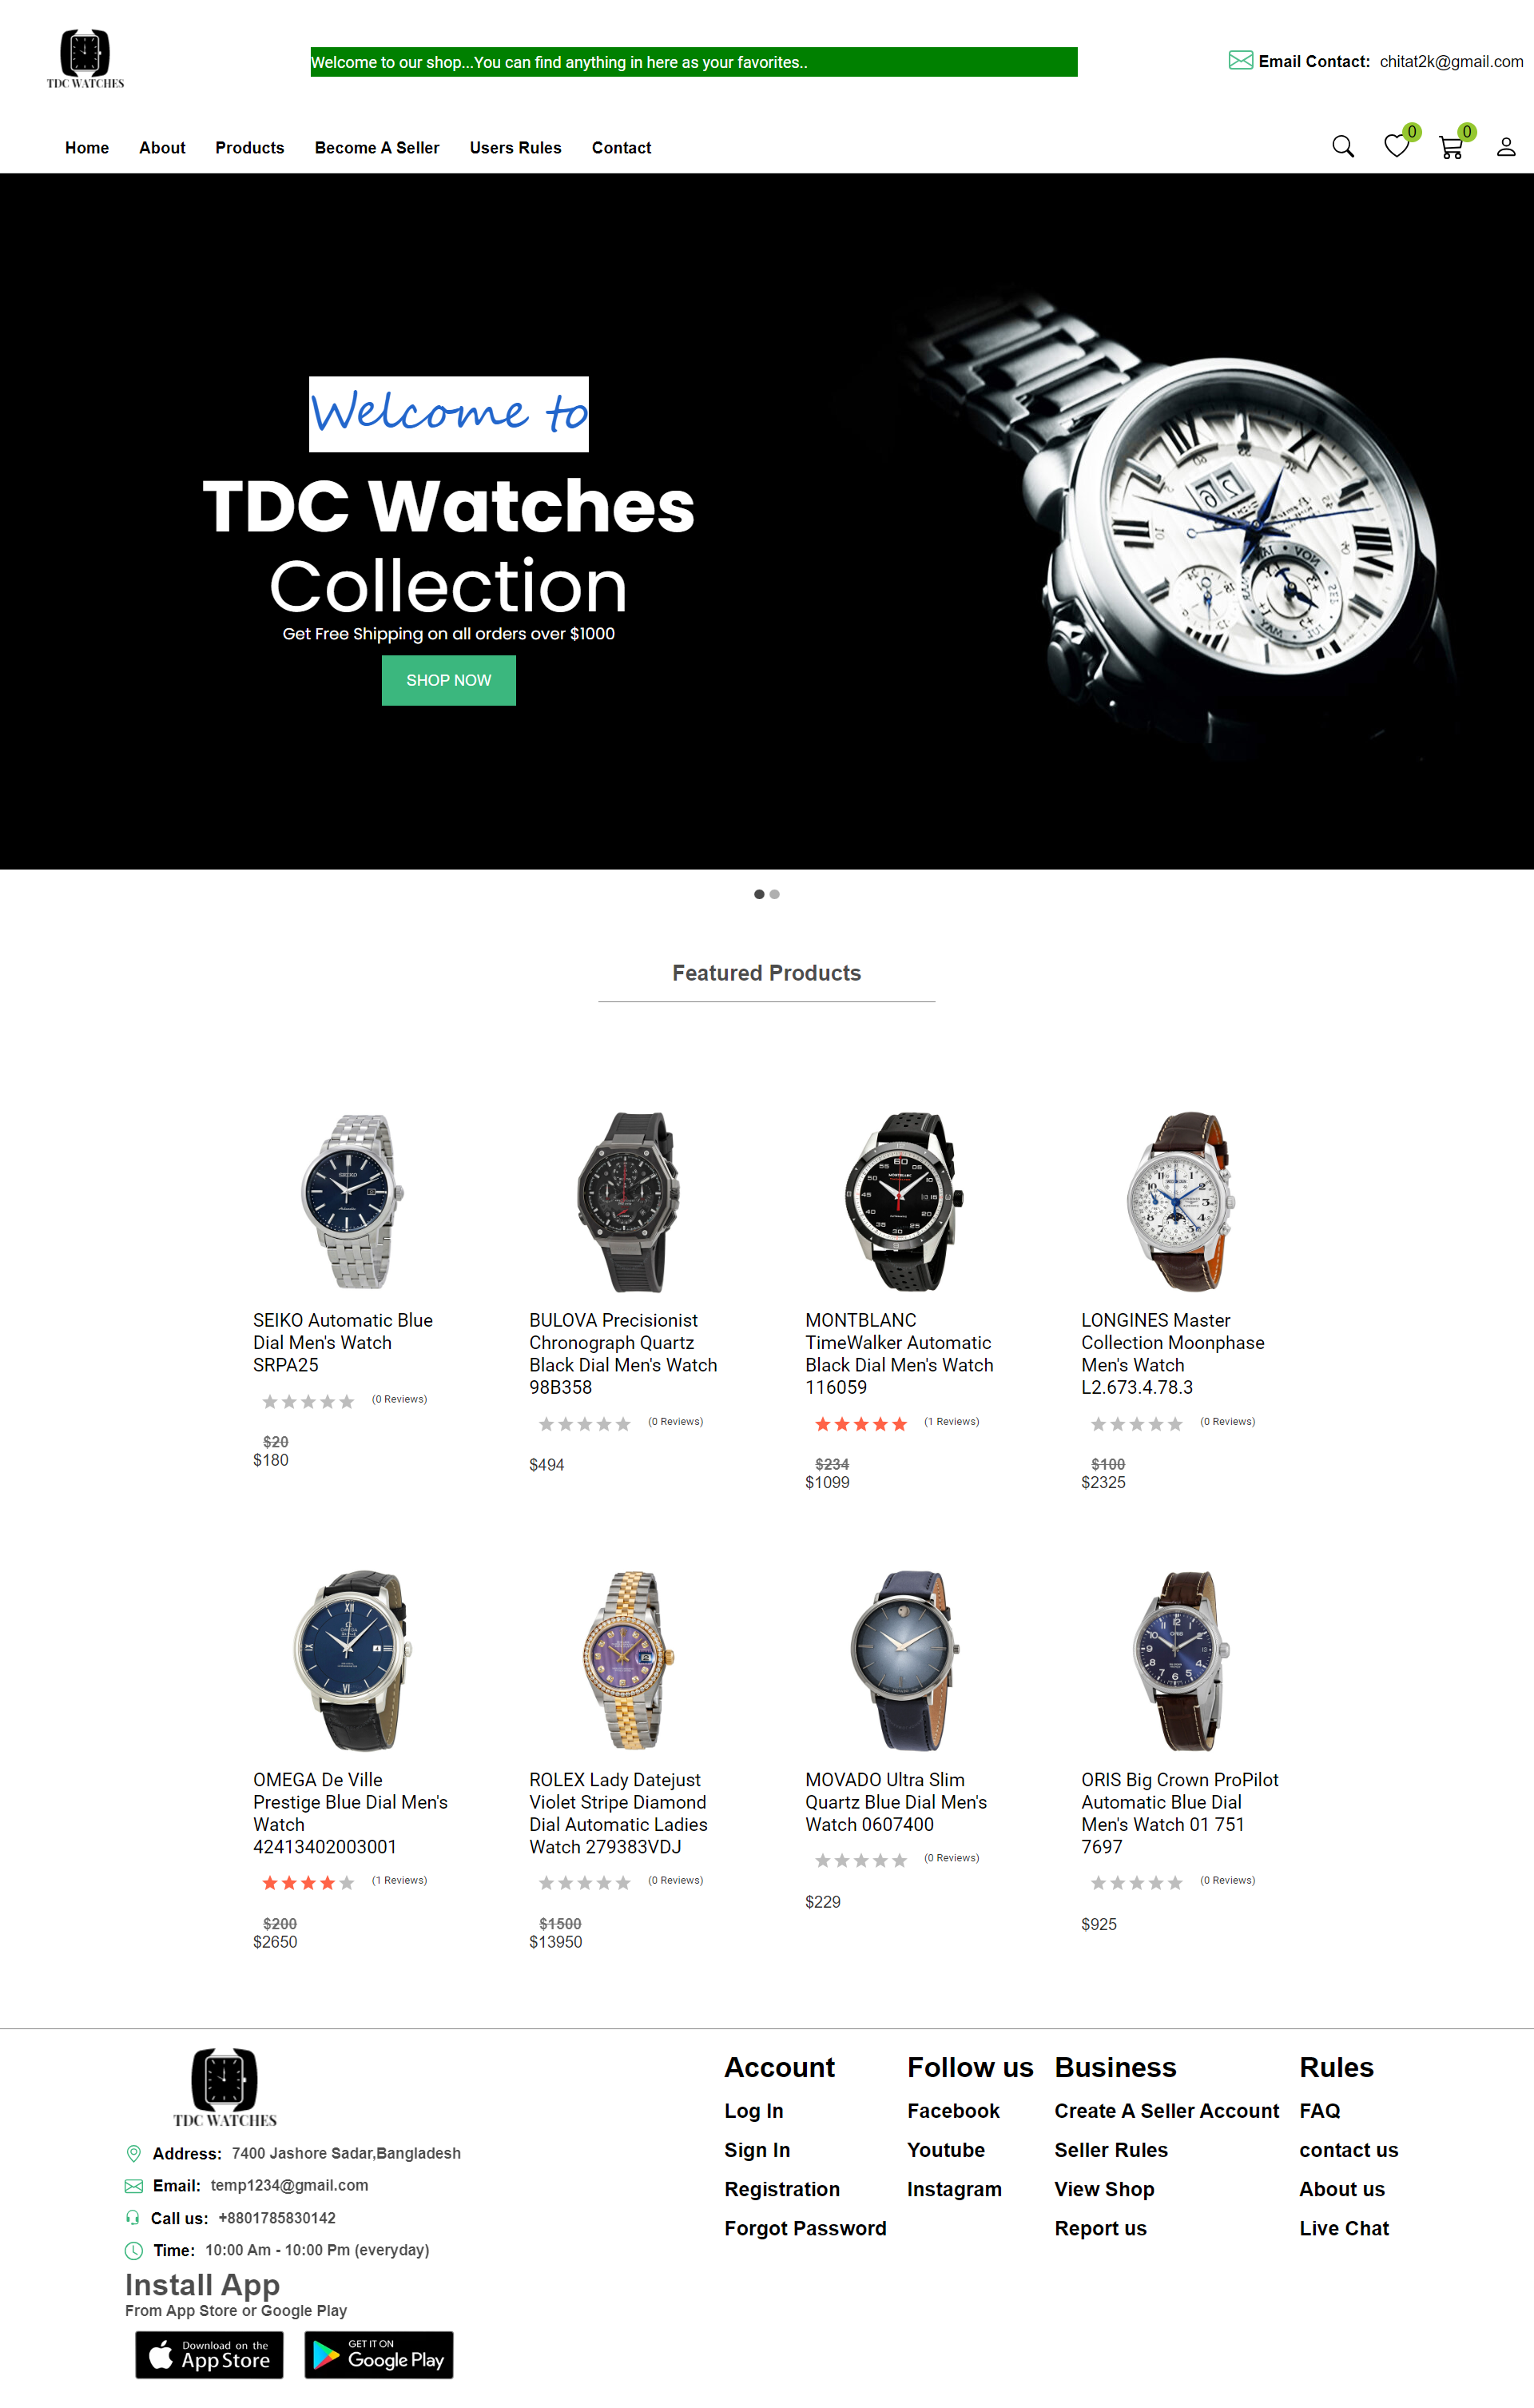 TDC WATCHES
Welcome to our shop...You can find anything in here as your favorites..
Email Contact: chitat2k@gmail.com
Home About Products Become A Seller Users Rules Contact
0 0
Welcome to
TDC Watches
Collection
Get Free Shipping on all orders over $1000
SHOP NOW
Featured Products
SEIKO Automatic Blue
Dial Men's Watch
SRPA25
(0 Reviews)
$20
$180
BULOVA Precisionist
Chronograph Quartz
Black Dial Men's Watch
98B358
(0 Reviews)
$494
MONTBLANC
TimeWalker Automatic
Black Dial Men's Watch
116059
(1 Reviews)
$234
$1099
LONGINES Master
Collection Moonphase
Men's Watch
L2.673.4.78.3
(0 Reviews)
$100
$2325
OMEGA De Ville
Prestige Blue Dial Men's
Watch
42413402003001
(1 Reviews)
$200
$2650
ROLEX Lady Datejust
Violet Stripe Diamond
Dial Automatic Ladies
Watch 279383VDJ
(0 Reviews)
$1500
$13950
MOVADO Ultra Slim
Quartz Blue Dial Men's
Watch 0607400
(0 Reviews)
$229
ORIS Big Crown ProPilot
Automatic Blue Dial
Men's Watch 01 751
7697
(0 Reviews)
$925
TDC WATCHES
Address: 7400 Jashore Sadar,Bangladesh
Email: temp1234@gmail.com
Call us: +8801785830142
Time: 10:00 Am - 10:00 Pm (everyday)
Install App
From App Store or Google Play
Download on the
App Store
GET IT ON
Google Play
Account
Log In
Sign In
Registration
Forgot Password
Follow us
Facebook
Youtube
Instagram
Business
Create A Seller Account
Seller Rules
View Shop
Report us
Rules
FAQ
contact us
About us
Live Chat